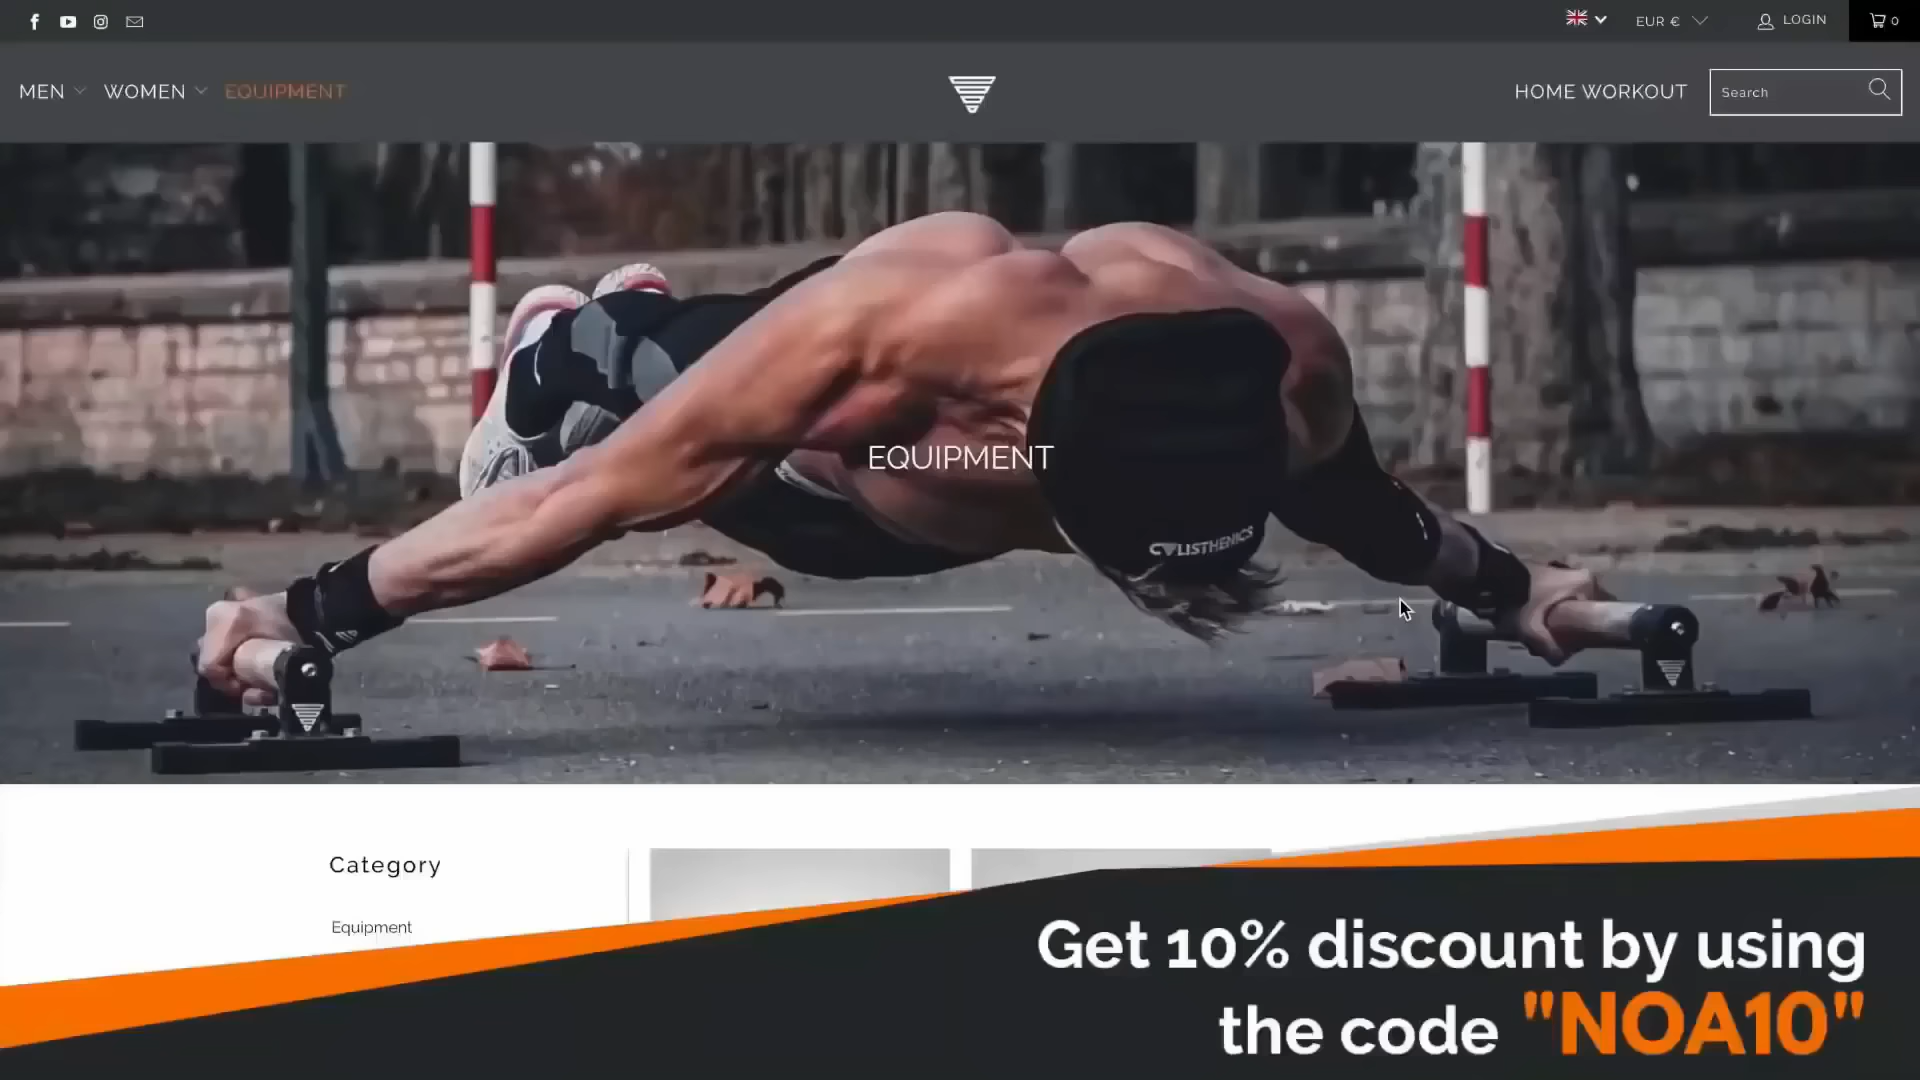 EUR €
LOGIN
0
MEN
WOMEN
EQUIPMENT
HOME WORKOUT
Search
EQUIPMENT
CALISTHENICS
Category
Equipment
Get 10% discount by using
the code "NOA10"